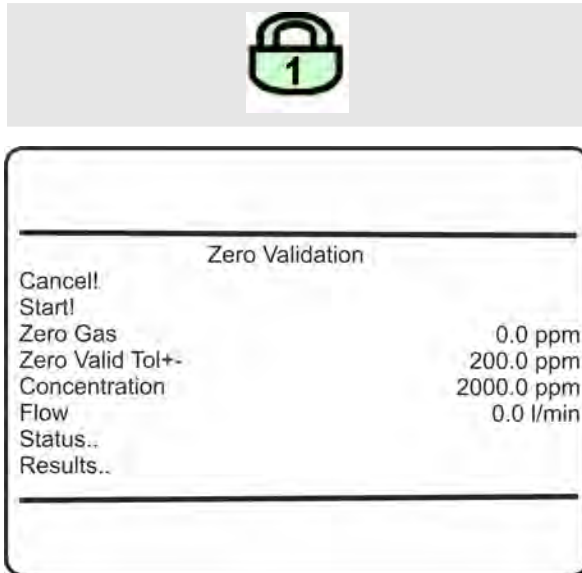 1
Zero Validation
Cancel!
Start!
Zero Gas 0.0 ppm
Zero Valid Tol+- 200.0 ppm
Concentration 2000.0 ppm
Flow 0.0 l/min
Status..
Results..